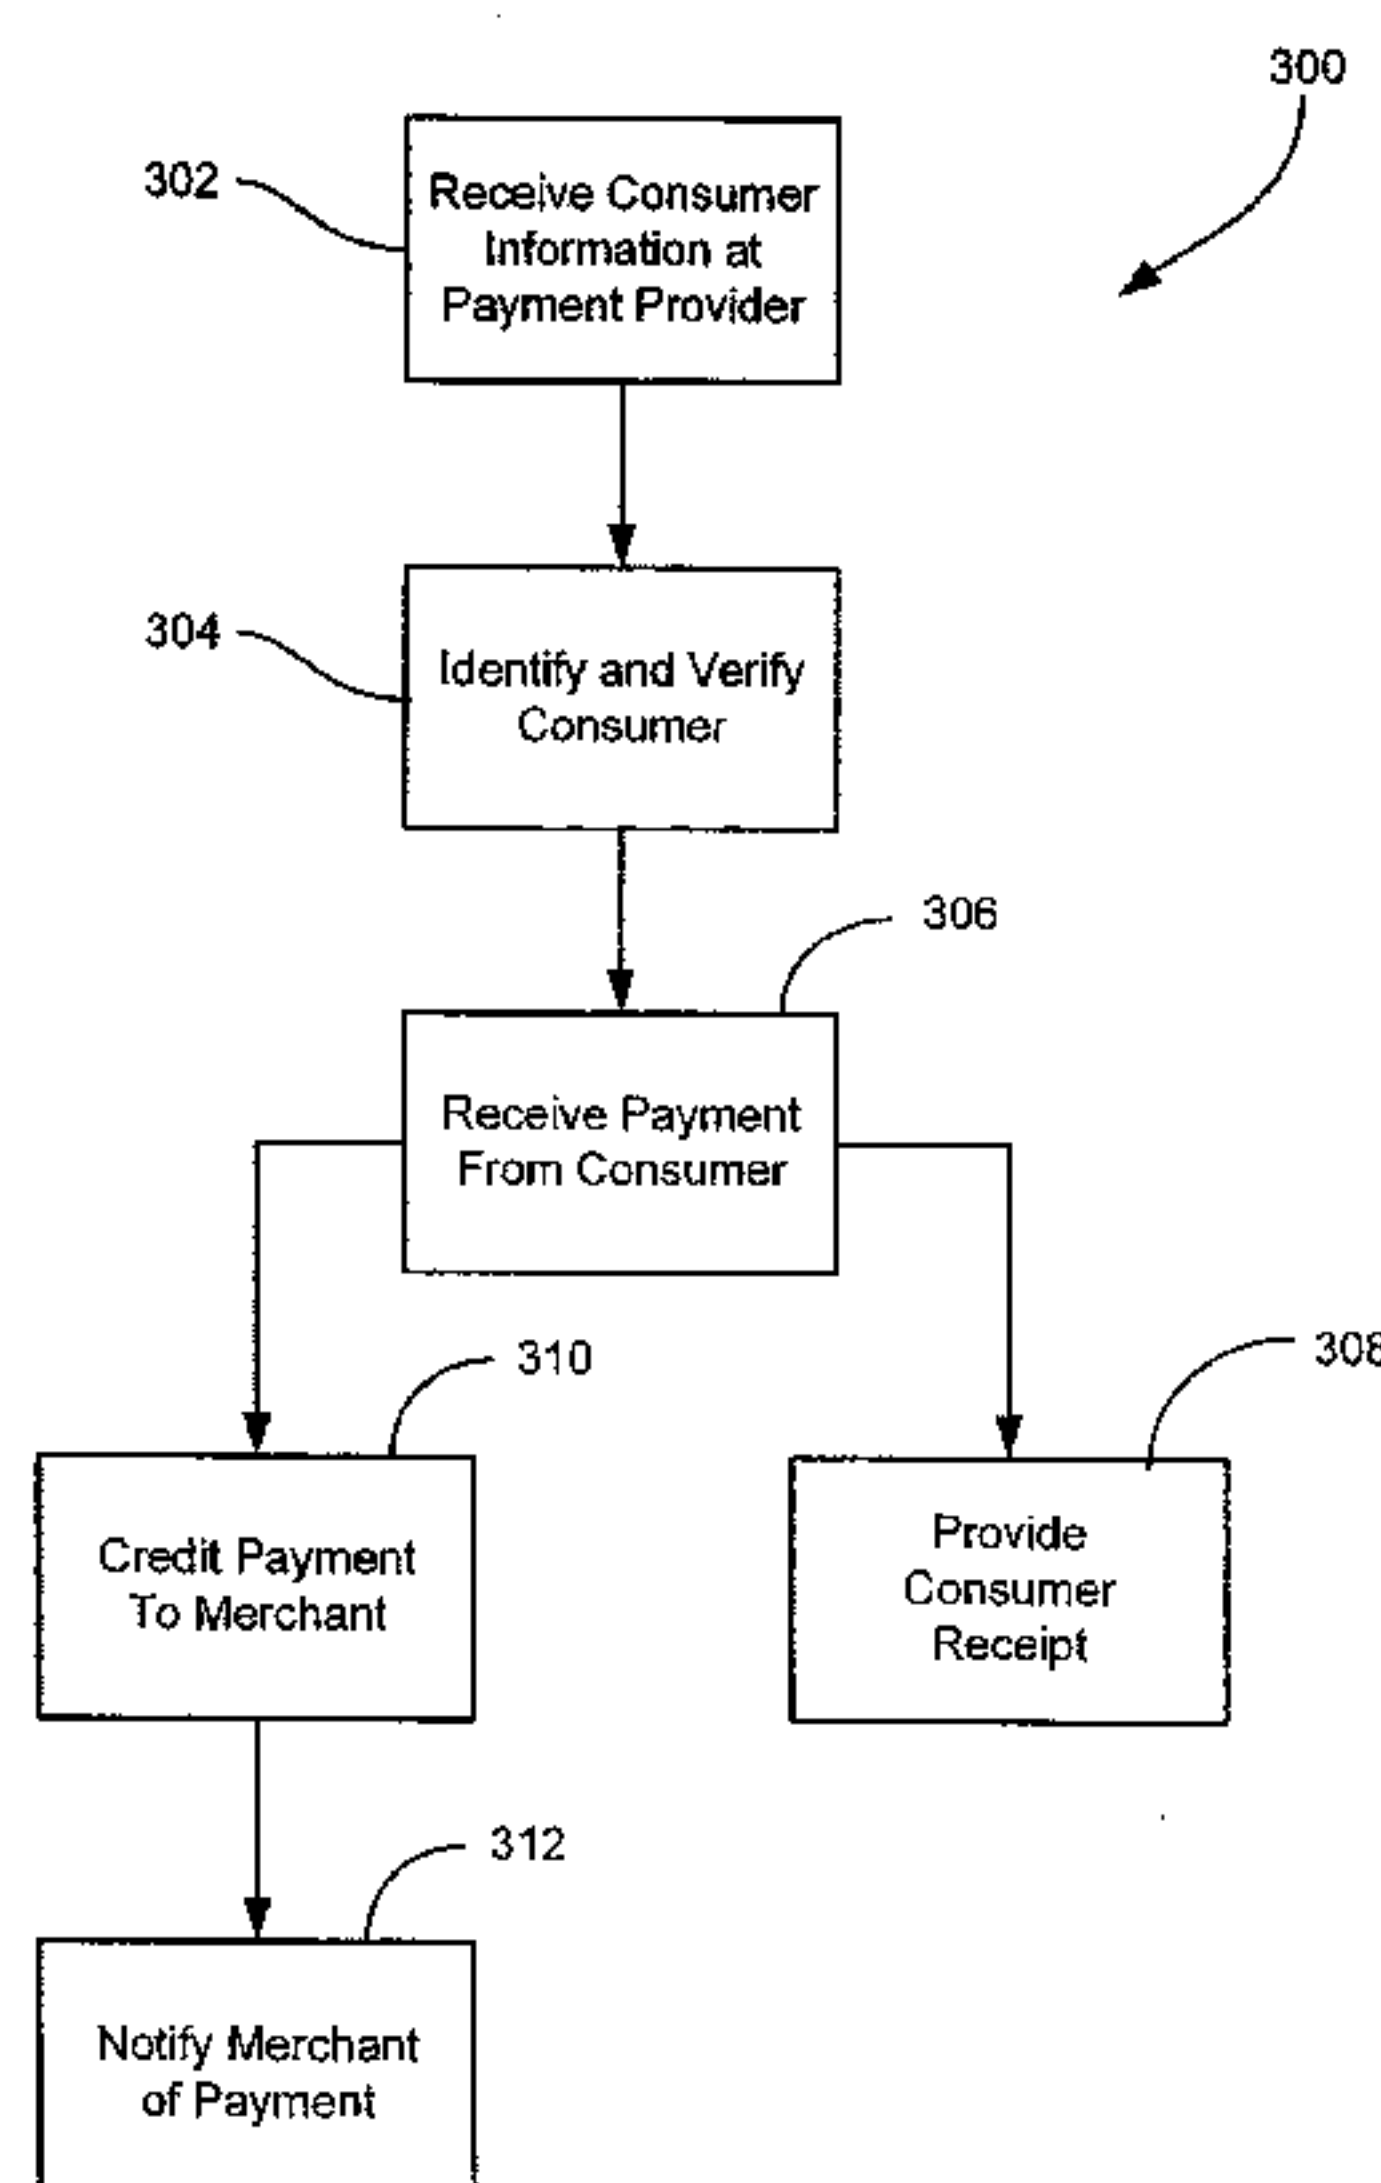 300
302
Receive Consumer
Information at
Payment Provider
304
Identify and Verify
Consumer
306
Receive Payment
From Consumer
310
308
Credit Payment
To Merchant
Provide
Consumer
Receipt
312
Notify Merchant
of Payment